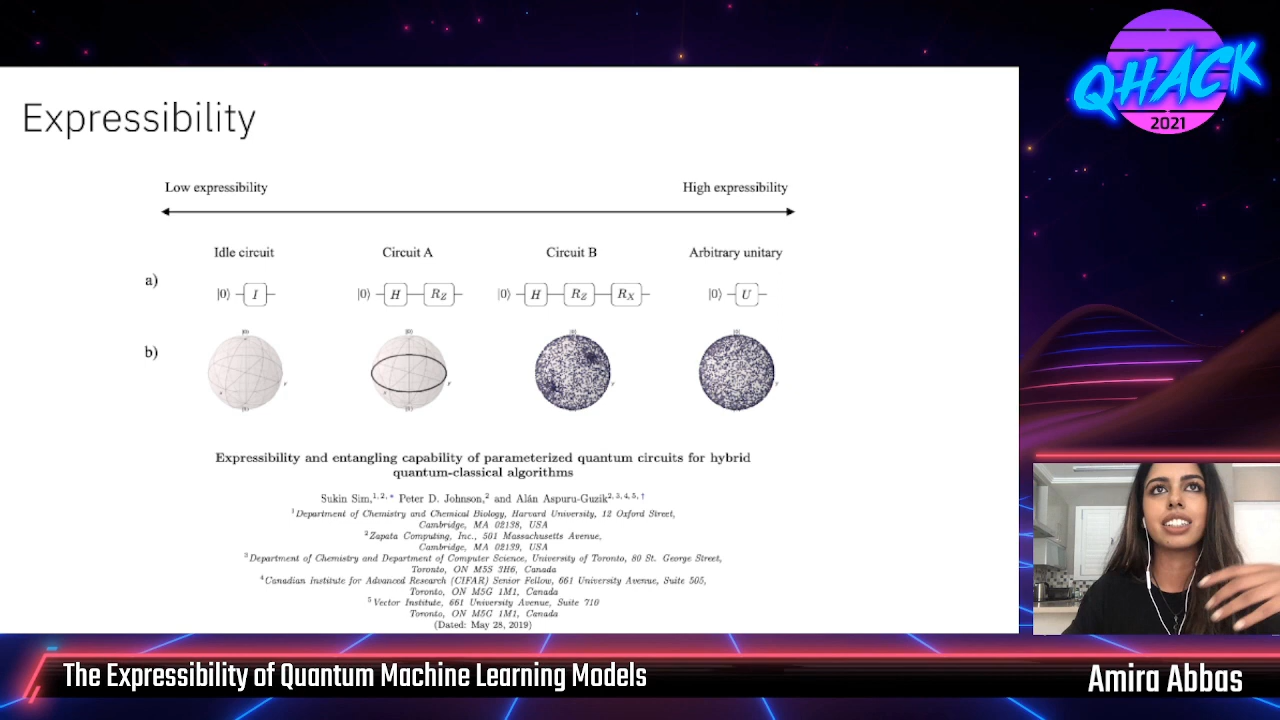 QHACK
2021
Expressibility
Low expressibility
High expressibility
Idle circuit
Circuit A
Circuit B
Arbitrary unitary
a)
|0⟩ I
|0⟩ H R_Z
|0⟩ H R_Z R_X
|0⟩ U
b)
Expressibility and entangling capability of parameterized quantum circuits for hybrid
quantum-classical algorithms
Sukin Sim,1, 2, * Peter D. Johnson,2 and Alán Aspuru-Guzik2, 3, 4, 5, †
1Department of Chemistry and Chemical Biology, Harvard University, 12 Oxford Street,
Cambridge, MA 02138, USA
2Zapata Computing, Inc., 501 Massachusetts Avenue,
Cambridge, MA 02139, USA
3Department of Chemistry and Department of Computer Science, University of Toronto, 80 St. George Street,
Toronto, ON M5S 3H6, Canada
4Canadian Institute for Advanced Research (CIFAR) Senior Fellow, 661 University Avenue, Suite 505,
Toronto, ON M5G 1M1, Canada
5Vector Institute, 661 University Avenue, Suite 710
Toronto, ON M5G 1M1, Canada
(Dated: May 28, 2019)
The Expressibility of Quantum Machine Learning Models
Amira Abbas